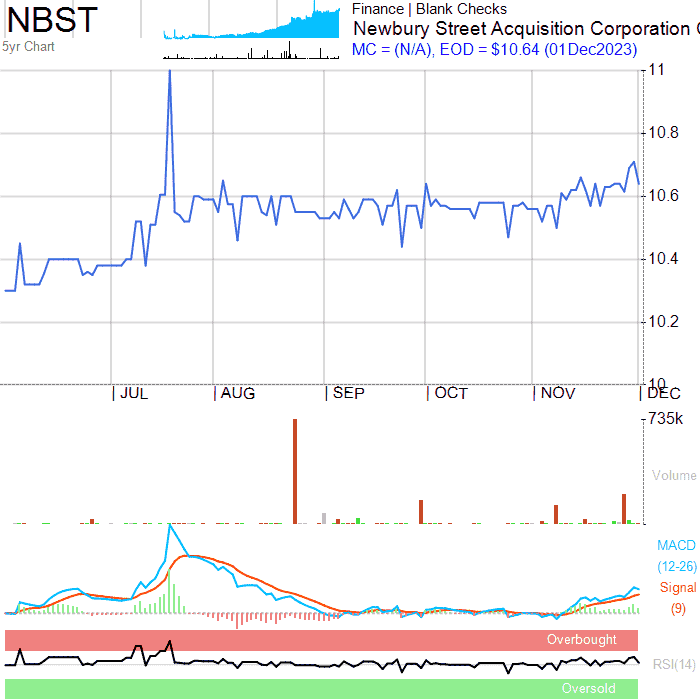 NBST
5yr Chart
Finance | Blank Checks
Newbury Street Acquisition Corporation
MC = (N/A), EOD = $10.64 (01Dec2023)
11
10.8
10.6
10.4
10.2
10
JUL AUG SEP OCT NOV DEC
735k
Volume
MACD
(12-26)
Signal
(9)
Overbought
RSI(14)
Oversold